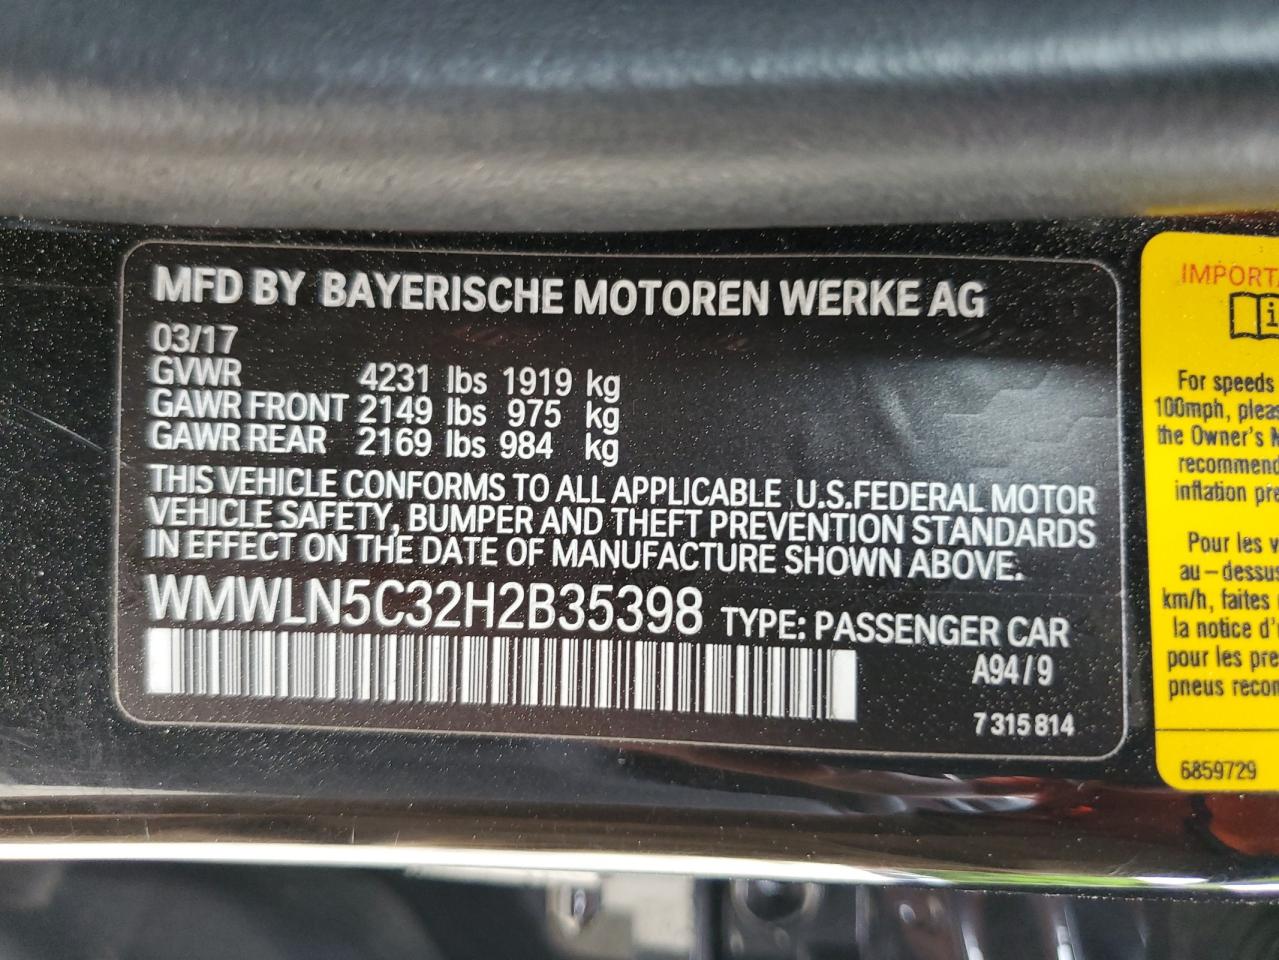 MFD BY BAYERISCHE MOTOREN WERKE AG
03/17
GVWR 4231 lbs 1919 kg
GAWR FRONT 2149 lbs 975 kg
GAWR REAR 2169 lbs 984 kg
THIS VEHICLE CONFORMS TO ALL APPLICABLE U.S.FEDERAL MOTOR
VEHICLE SAFETY, BUMPER AND THEFT PREVENTION STANDARDS
IN EFFECT ON THE DATE OF MANUFACTURE SHOWN ABOVE.
WMWLN5C32H2B35398 TYPE: PASSENGER CAR
A94/9
7 315 814
IMPORT
i
For speeds
100mph, pleas
the Owner's M
recommend
inflation pre
Pour les v
au-dessus
km/h, faites
la notice d'
pour les pre
pneus recon
6859729